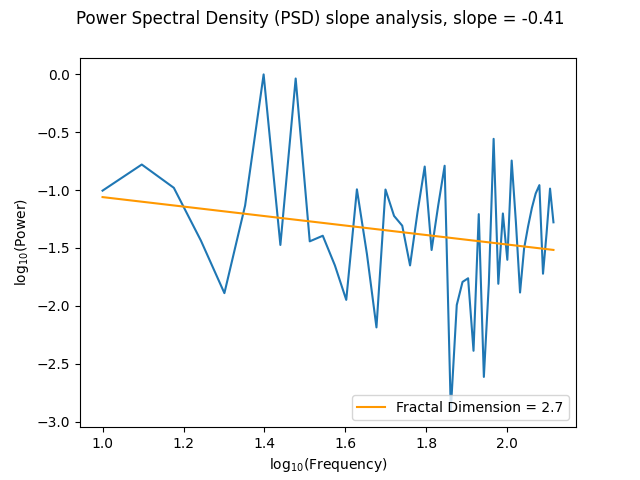 Power Spectral Density (PSD) slope analysis, slope = -0.41
0.0
−0.5
−1.0
−1.5
−2.0
−2.5
−3.0
log10(Power)
Fractal Dimension = 2.7
1.0 1.2 1.4 1.6 1.8 2.0
log10(Frequency)